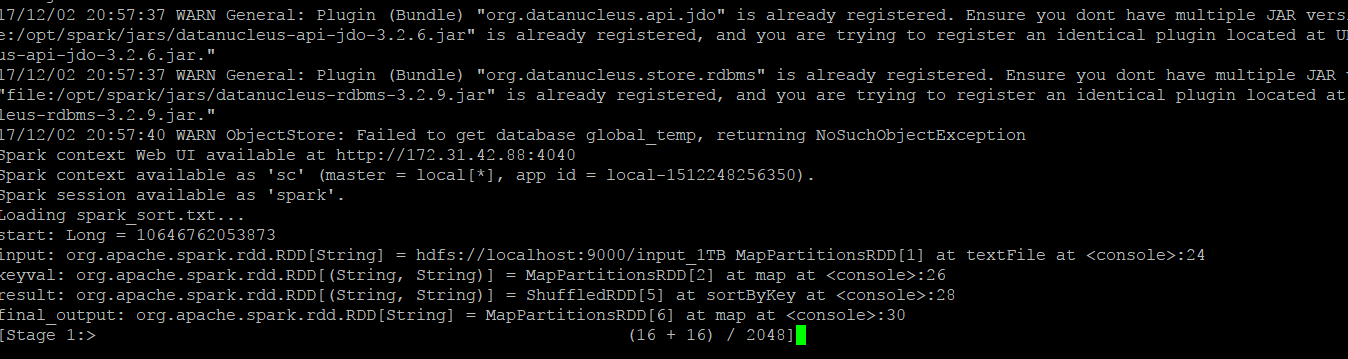 17/12/02 20:57:37 WARN General: Plugin (Bundle) "org.datanucleus.api.jdo" is already registered. Ensure you dont have multiple JAR versi
e:/opt/spark/jars/datanucleus-api-jdo-3.2.6.jar" is already registered, and you are trying to register an identical plugin located at U
us-api-jdo-3.2.6.jar."
17/12/02 20:57:37 WARN General: Plugin (Bundle) "org.datanucleus.store.rdbms" is already registered. Ensure you dont have multiple JAR
"file:/opt/spark/jars/datanucleus-rdbms-3.2.9.jar" is already registered, and you are trying to register an identical plugin located at
leus-rdbms-3.2.9.jar."
17/12/02 20:57:40 WARN ObjectStore: Failed to get database global_temp, returning NoSuchObjectException
Spark context Web UI available at http://172.31.42.88:4040
Spark context available as 'sc' (master = local[*], app id = local-1512248256350).
Spark session available as 'spark'.
Loading spark_sort.txt...
start: Long = 10646762053873
input: org.apache.spark.rdd.RDD[String] = hdfs://localhost:9000/input_1TB MapPartitionsRDD[1] at textFile at <console>:24
keyval: org.apache.spark.rdd.RDD[(String, String)] = MapPartitionsRDD[2] at map at <console>:26
result: org.apache.spark.rdd.RDD[(String, String)] = ShuffledRDD[5] at sortByKey at <console>:28
final_output: org.apache.spark.rdd.RDD[String] = MapPartitionsRDD[6] at map at <console>:30
[Stage 1:> (16 + 16) / 2048]